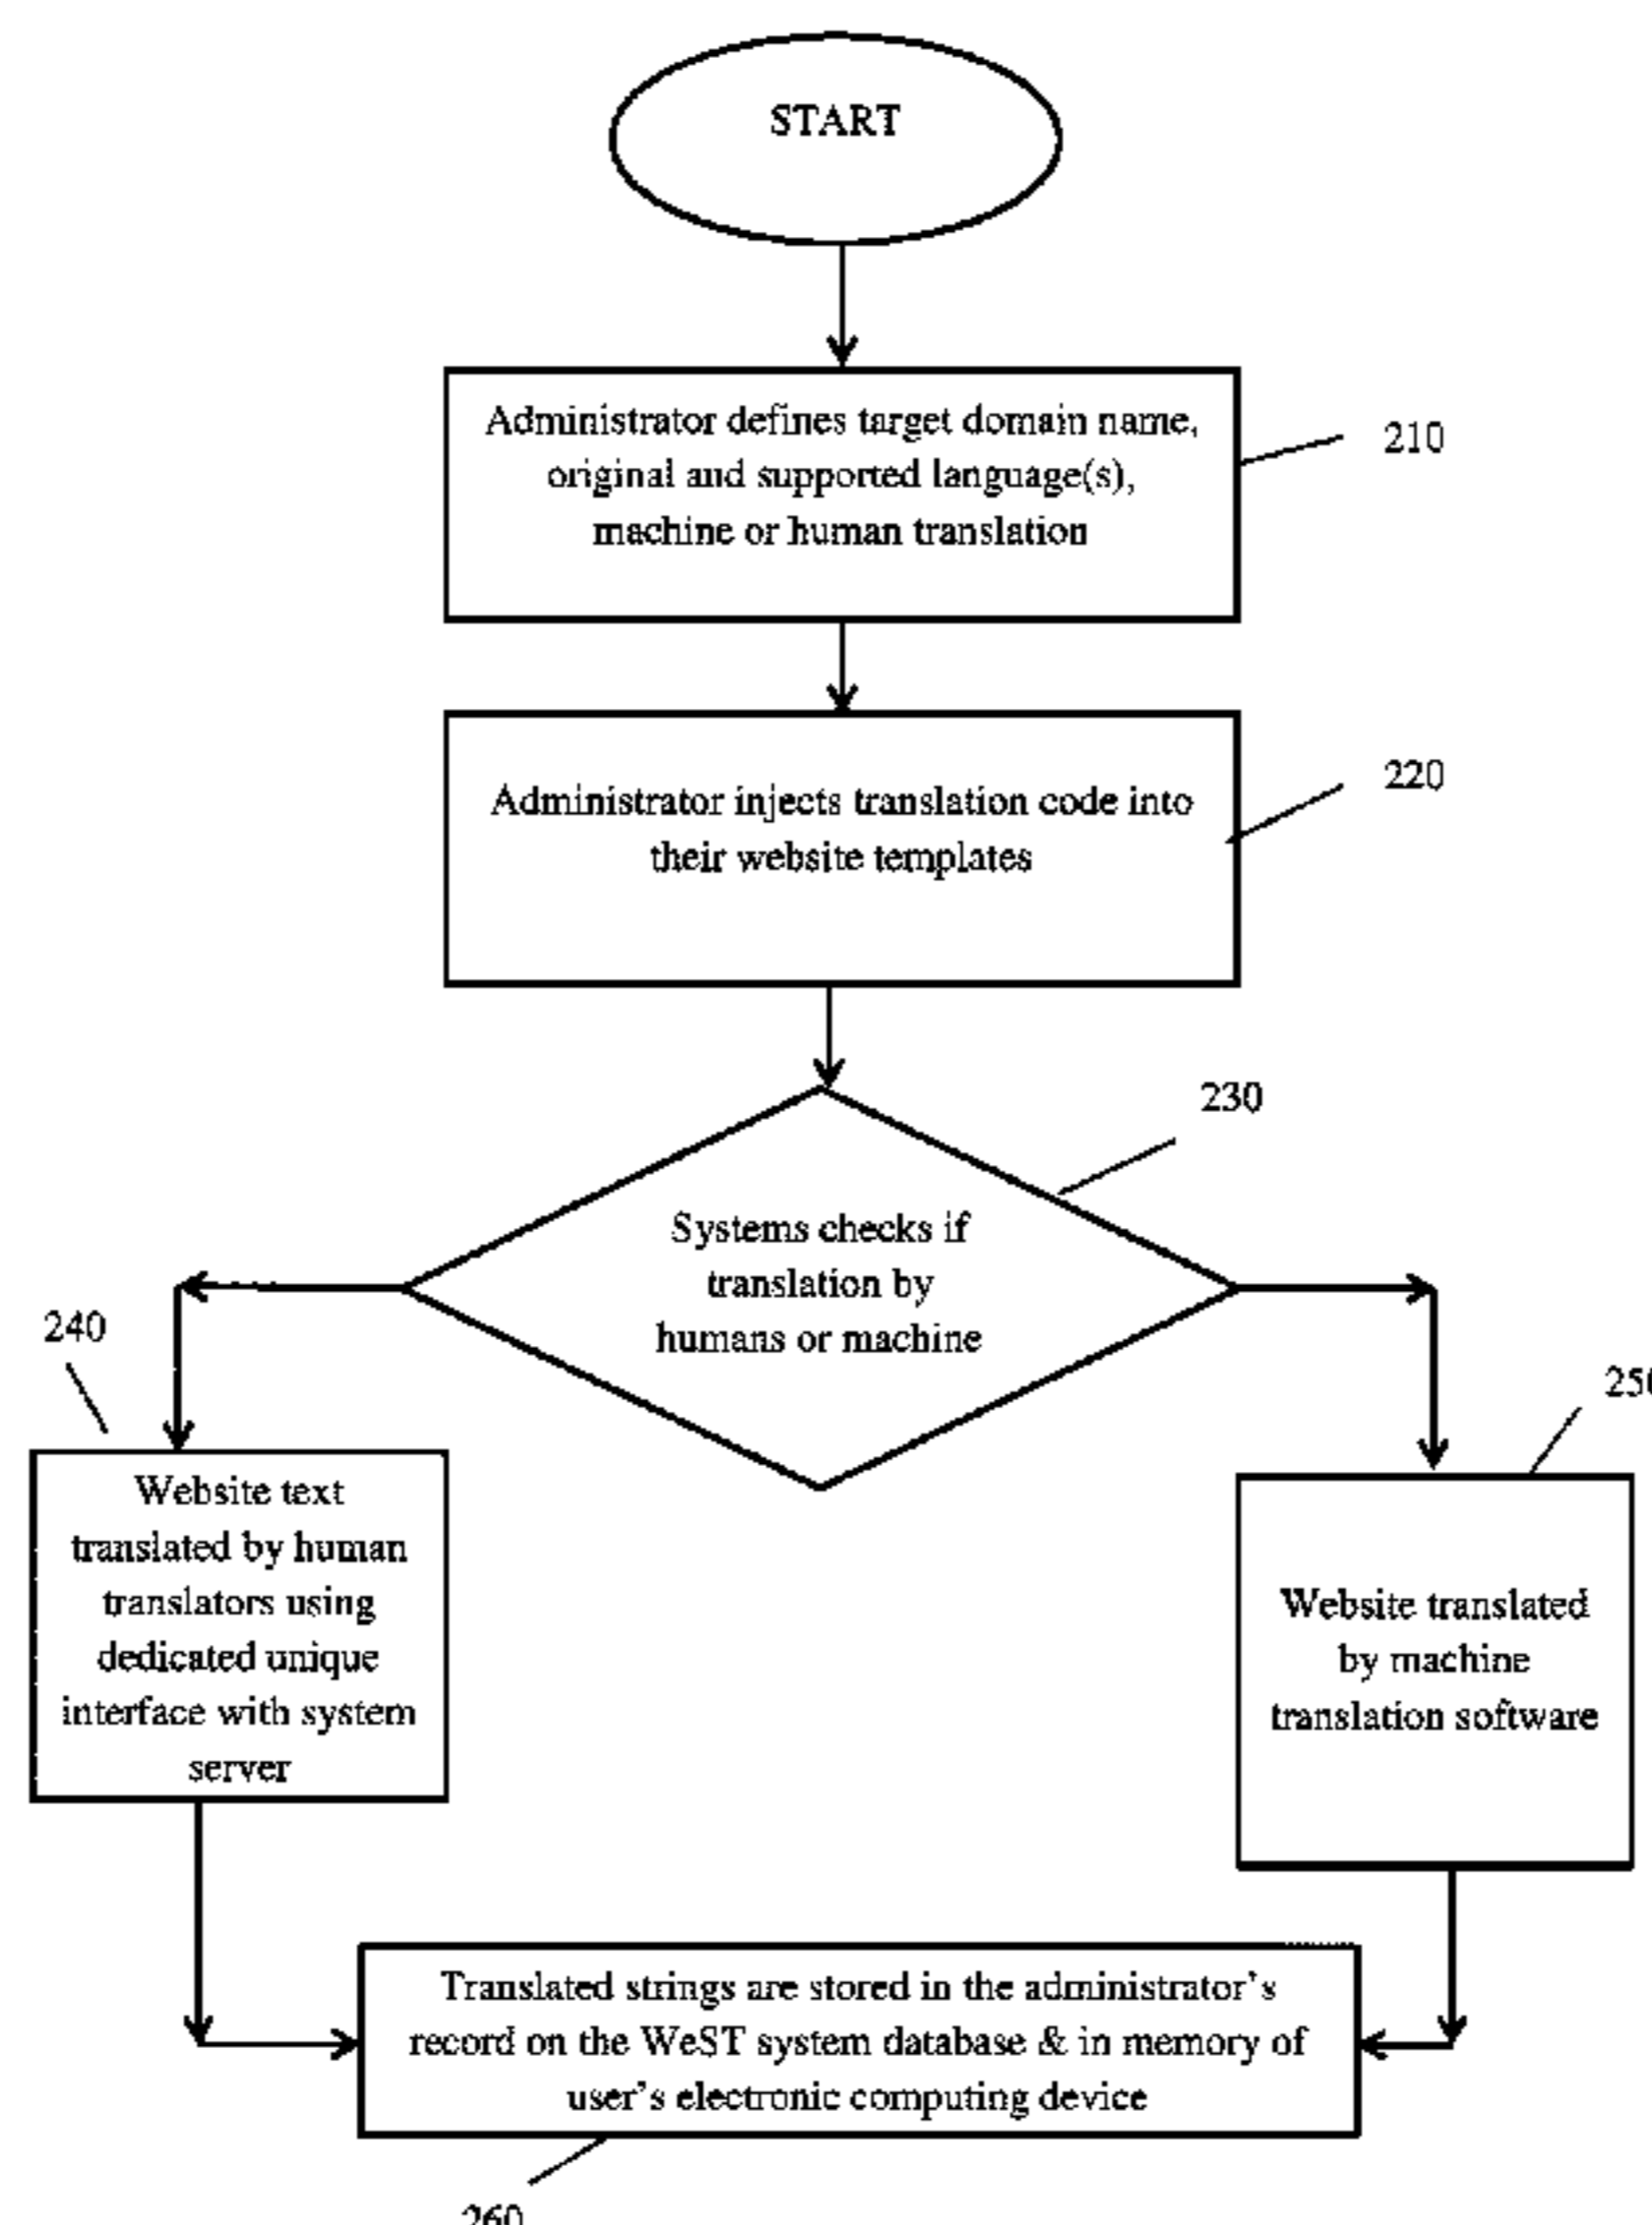 START
Administrator defines target domain name,
original and supported language(s),
machine or human translation
210
Administrator injects translation code into
their website templates
220
230
Systems checks if
translation by
humans or machine
240
Website text
translated by human
translators using
dedicated unique
interface with system
server
250
Website translated
by machine
translation software
Translated strings are stored in the administrator's
record on the WeST system database & in memory of
user's electronic computing device
260